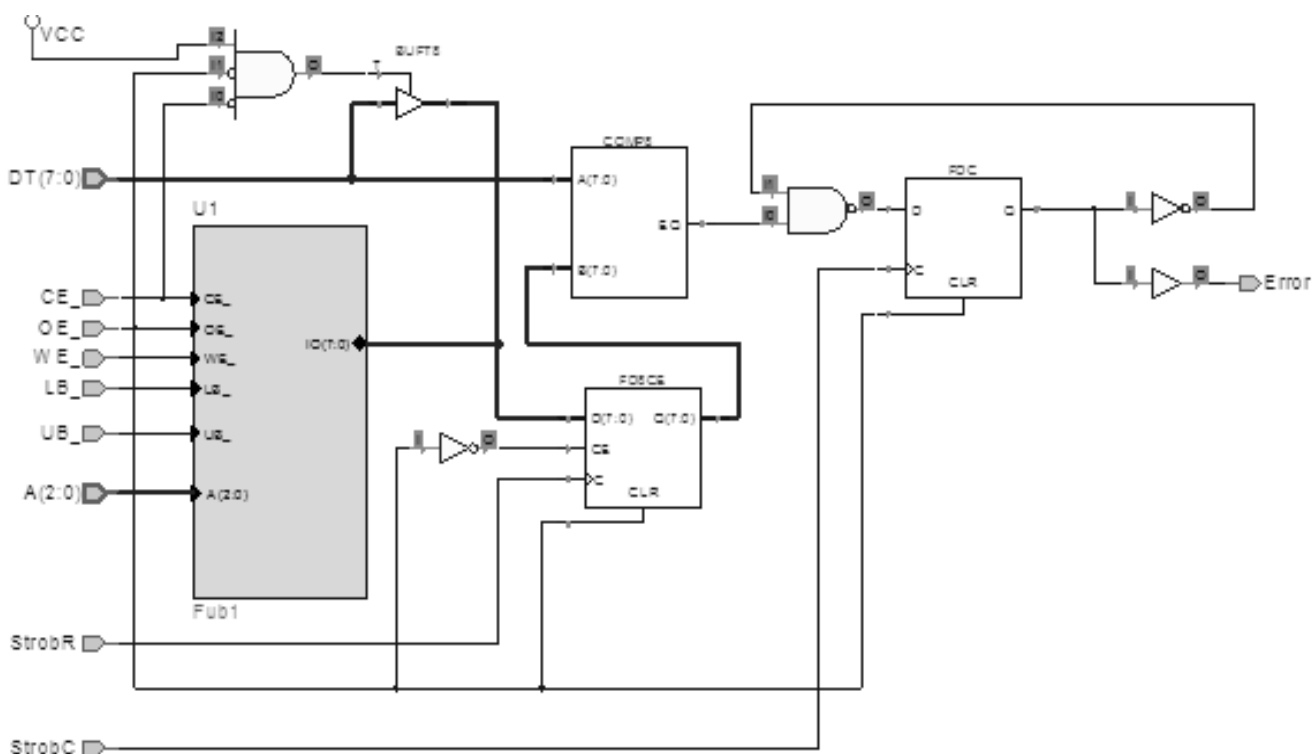 VCC
I2
I1
I0
O
T
BUFT8
DT(7:0)
COMP8
A(7:0)
B(7:0)
EQ
I1
I0
O
FDC
D
Q
C
CLR
I
O
I
O
Error
U1
CE_
OE_
WE_
LB_
UB_
A(2:0)
CE_
OE_
WE_
LB_
UB_
A(2:0)
IO(7:0)
Fub1
FD8CE
D(7:0)
Q(7:0)
CE
C
CLR
I
O
StrobR
StrobC